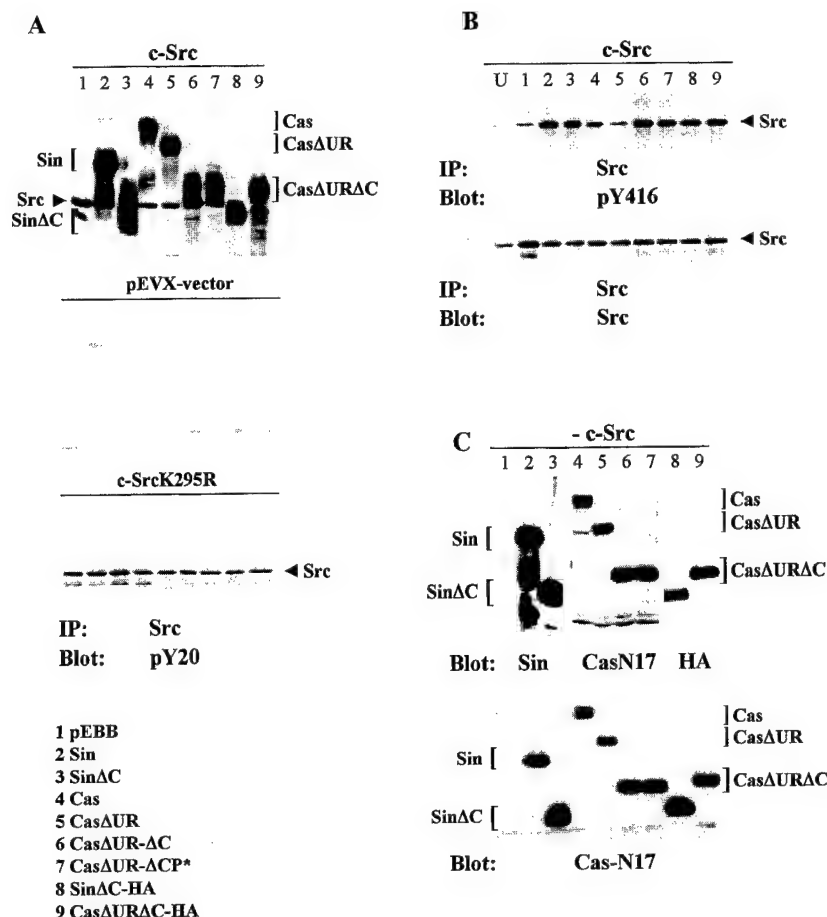 A
c-Src
1 2 3 4 5 6 7 8 9
Cas
CasΔUR
Sin
CasΔURΔC
Src
SinΔC
pEVX-vector
c-SrcK295R
Src
IP: Src
Blot: pY20
1 pEBB
2 Sin
3 SinΔC
4 Cas
5 CasΔUR
6 CasΔUR-ΔC
7 CasΔUR-ΔCP*
8 SinΔC-HA
9 CasΔURΔC-HA
B
c-Src
U 1 2 3 4 5 6 7 8 9
Src
IP: Src
Blot: pY416
Src
IP: Src
Blot: Src
C
- c-Src
1 2 3 4 5 6 7 8 9
Cas
CasΔUR
Sin
CasΔURΔC
SinΔC
Blot: Sin CasN17 HA
Cas
CasΔUR
Sin
CasΔURΔC
SinΔC
Blot: Cas-N17